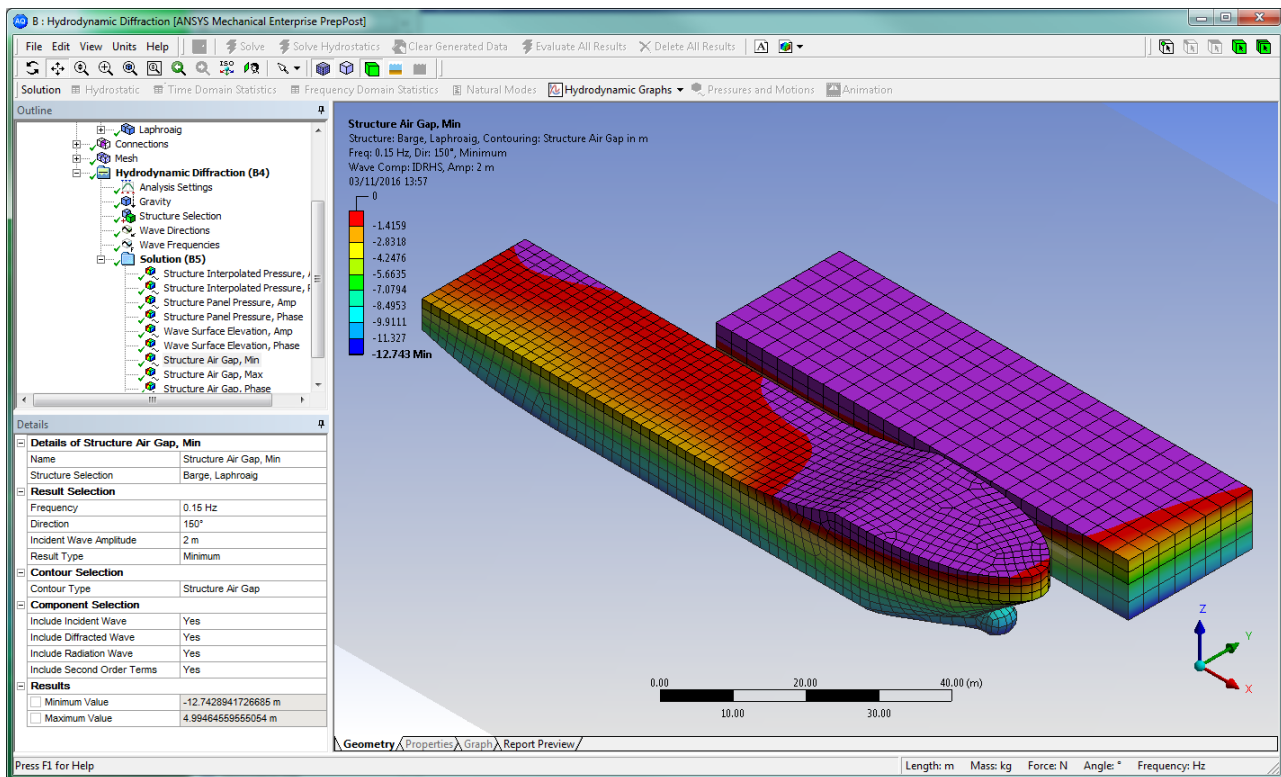 B : Hydrodynamic Diffraction [ANSYS Mechanical Enterprise PrepPost]
File Edit View Units Help Solve Solve Hydrostatics Clear Generated Data Evaluate All Results Delete All Results A
ISO
Solution Hydrostatic Time Domain Statistics Frequency Domain Statistics Natural Modes Hydrodynamic Graphs Pressures and Motions Animation
Outline
Laphroaig
Connections
Mesh
Hydrodynamic Diffraction (B4)
Analysis Settings
Gravity
Structure Selection
Wave Directions
Wave Frequencies
Solution (B5)
Structure Interpolated Pressure,
Structure Interpolated Pressure,
Structure Panel Pressure, Amp
Structure Panel Pressure, Phase
Wave Surface Elevation, Amp
Wave Surface Elevation, Phase
Structure Air Gap, Min
Structure Air Gap, Max
Structure Air Gap, Phase
Details
Details of Structure Air Gap, Min
Name Structure Air Gap, Min
Structure Selection Barge, Laphroaig
Result Selection
Frequency 0.15 Hz
Direction 150°
Incident Wave Amplitude 2 m
Result Type Minimum
Contour Selection
Contour Type Structure Air Gap
Component Selection
Include Incident Wave Yes
Include Diffracted Wave Yes
Include Radiation Wave Yes
Include Second Order Terms Yes
Results
Minimum Value -12.7428941726685 m
Maximum Value 4.99464559555054 m
Structure Air Gap, Min
Structure: Barge, Laphroaig, Contouring: Structure Air Gap in m
Freq: 0.15 Hz, Dir: 150°, Minimum
Wave Comp: IDRHS, Amp: 2 m
03/11/2016 13:57
0
-1.4159
-2.8318
-4.2476
-5.6635
-7.0794
-8.4953
-9.9111
-11.327
-12.743 Min
Z
Y
X
0.00 20.00 40.00 (m)
10.00 30.00
Geometry Properties Graph Report Preview
Press F1 for Help Length: m Mass: kg Force: N Angle: ° Frequency: Hz